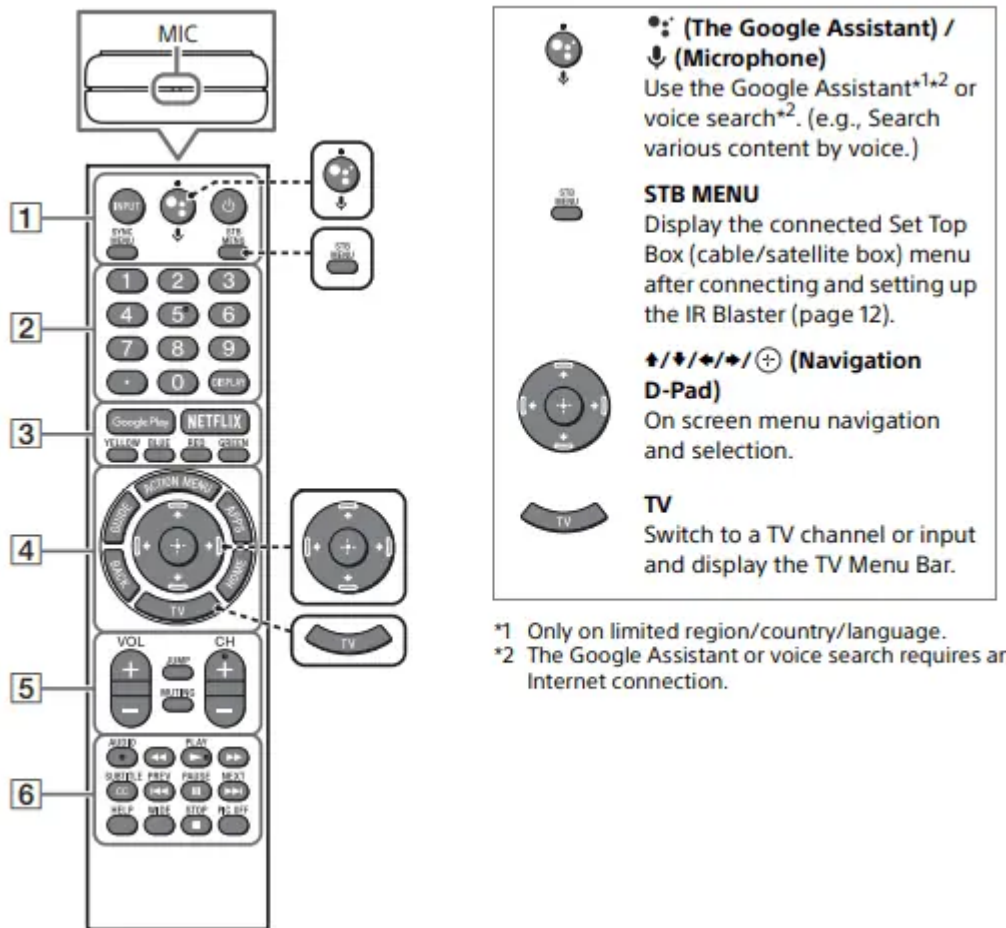 MIC
1
INPUT
SYNC
MENU
STB
MENU
STB
MENU
2
1 2 3
4 5 6
7 8 9
• 0 DISPLAY
3
Google Play NETFLIX
YELLOW BLUE RED GREEN
4
ACTION MENU
GUIDE
APPS
BACK
HOME
TV
TV
5
VOL
CH
+ +
JUMP
MUTING
− −
6
AUDIO PLAY
SUBTITLE PREV PAUSE NEXT
CC
HELP WIDE STOP PIC OFF
(The Google Assistant) /
(Microphone)
Use the Google Assistant*1*2 or
voice search*2. (e.g., Search
various content by voice.)
STB
MENU
STB MENU
Display the connected Set Top
Box (cable/satellite box) menu
after connecting and setting up
the IR Blaster (page 12).
↑/↓/←/→/⊕ (Navigation
D-Pad)
On screen menu navigation
and selection.
TV
TV
Switch to a TV channel or input
and display the TV Menu Bar.
*1 Only on limited region/country/language.
*2 The Google Assistant or voice search requires
Internet connection.